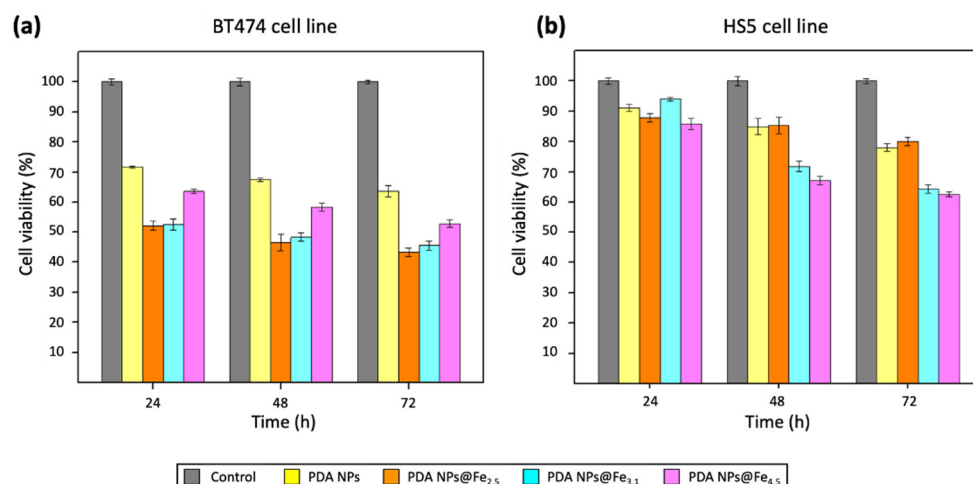 (a) BT474 cell line
Cell viability (%)
100
90
80
70
60
50
40
30
20
10
24 48 72
Time (h)
(b) HS5 cell line
Cell viability (%)
100
90
80
70
60
50
40
30
20
10
24 48 72
Time (h)
Control PDA NPs PDA NPs@Fe2.5 PDA NPs@Fe3.1 PDA NPs@Fe4.5